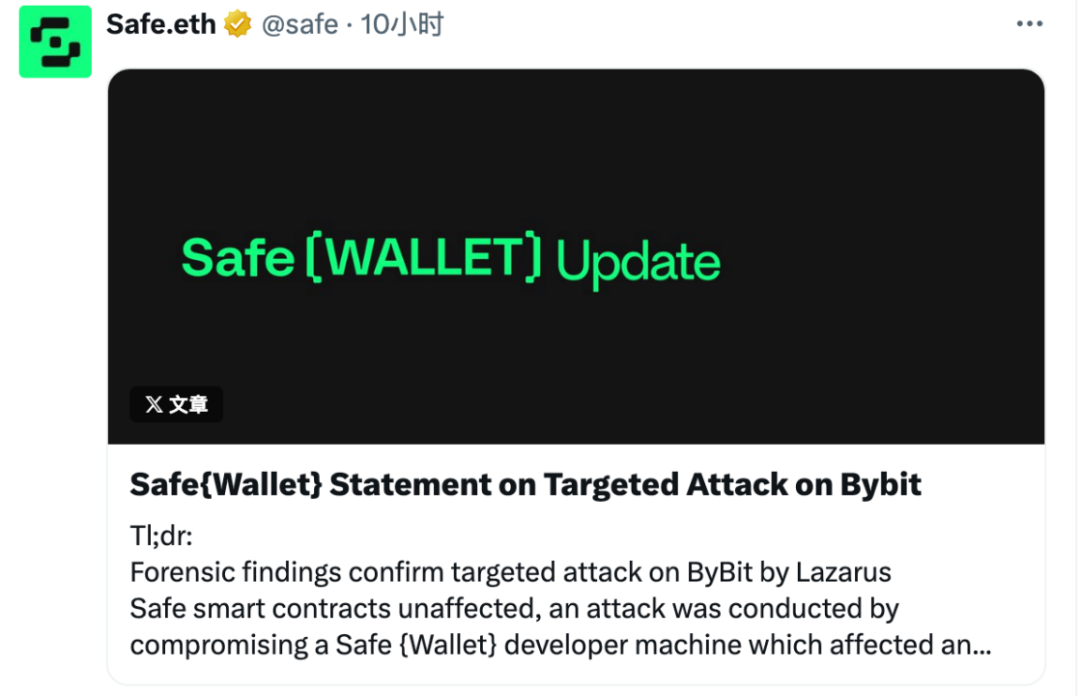 Safe.eth @safe · 10小时
Safe{WALLET} Update
X 文章
Safe{Wallet} Statement on Targeted Attack on Bybit
Tl;dr:
Forensic findings confirm targeted attack on ByBit by Lazarus
Safe smart contracts unaffected, an attack was conducted by
compromising a Safe {Wallet} developer machine which affected an...